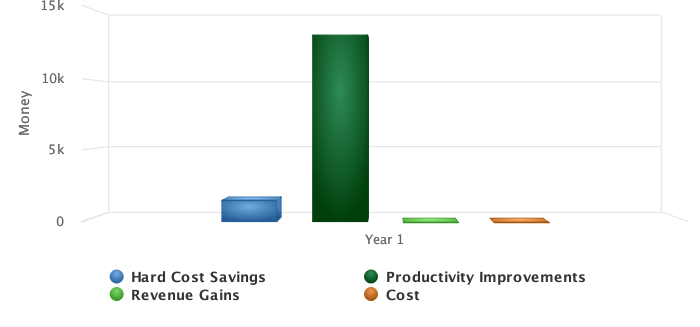 15k
10k
5k
0
Money
Year 1
Hard Cost Savings
Productivity Improvements
Revenue Gains
Cost